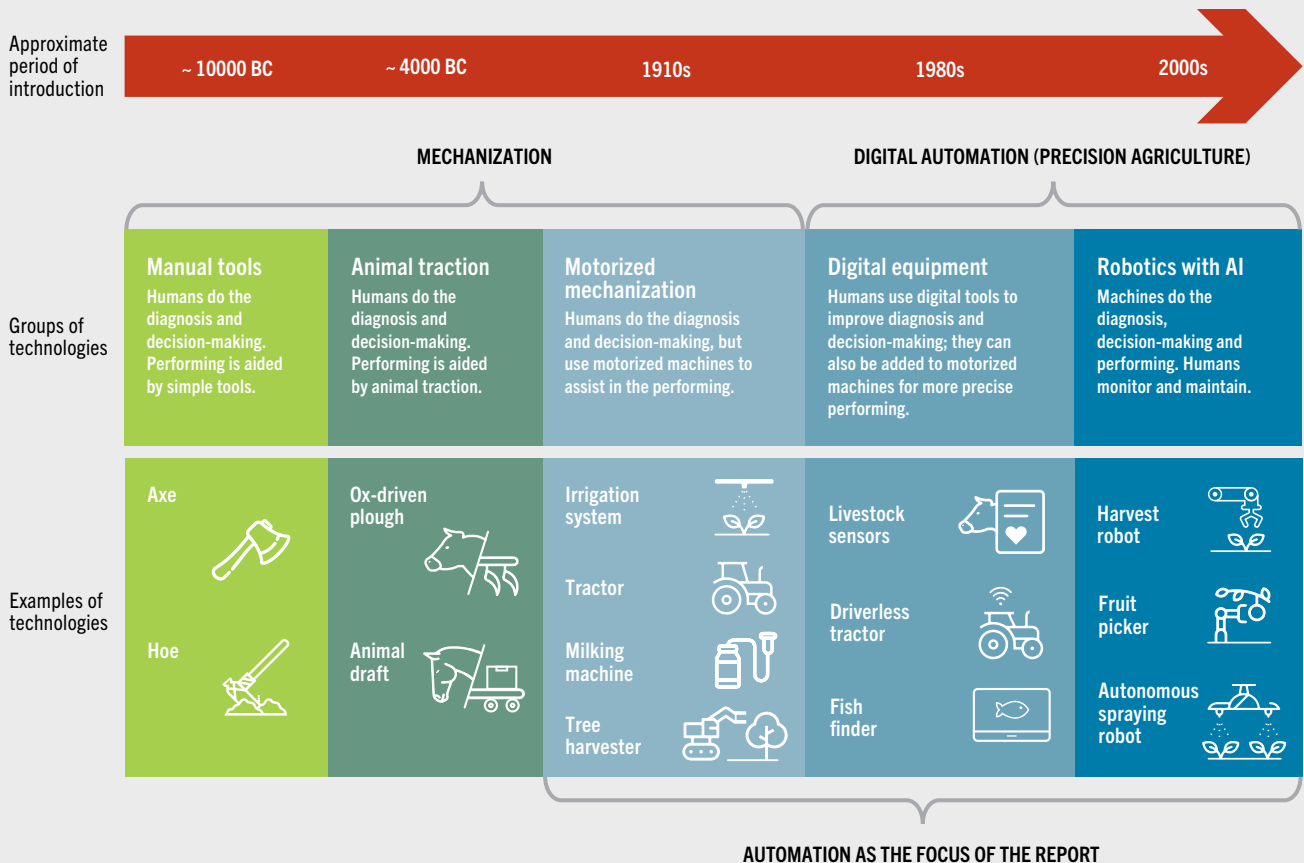 Approximate
period of
introduction
~ 10000 BC
~ 4000 BC
1910s
1980s
2000s
MECHANIZATION
DIGITAL AUTOMATION (PRECISION AGRICULTURE)
Groups of
technologies
Manual tools
Humans do the
diagnosis and
decision-making.
Performing is aided
by simple tools.
Animal traction
Humans do the
diagnosis and
decision-making.
Performing is aided
by animal traction.
Motorized
mechanization
Humans do the diagnosis
and decision-making, but
use motorized machines to
assist in the performing.
Digital equipment
Humans use digital tools to
improve diagnosis and
decision-making; they can
also be added to motorized
machines for more precise
performing.
Robotics with AI
Machines do the
diagnosis,
decision-making and
performing. Humans
monitor and maintain.
Examples of
technologies
Axe
Hoe
Ox-driven
plough
Animal
draft
Irrigation
system
Tractor
Milking
machine
Tree
harvester
Livestock
sensors
Driverless
tractor
Fish
finder
Harvest
robot
Fruit
picker
Autonomous
spraying
robot
AUTOMATION AS THE FOCUS OF THE REPORT